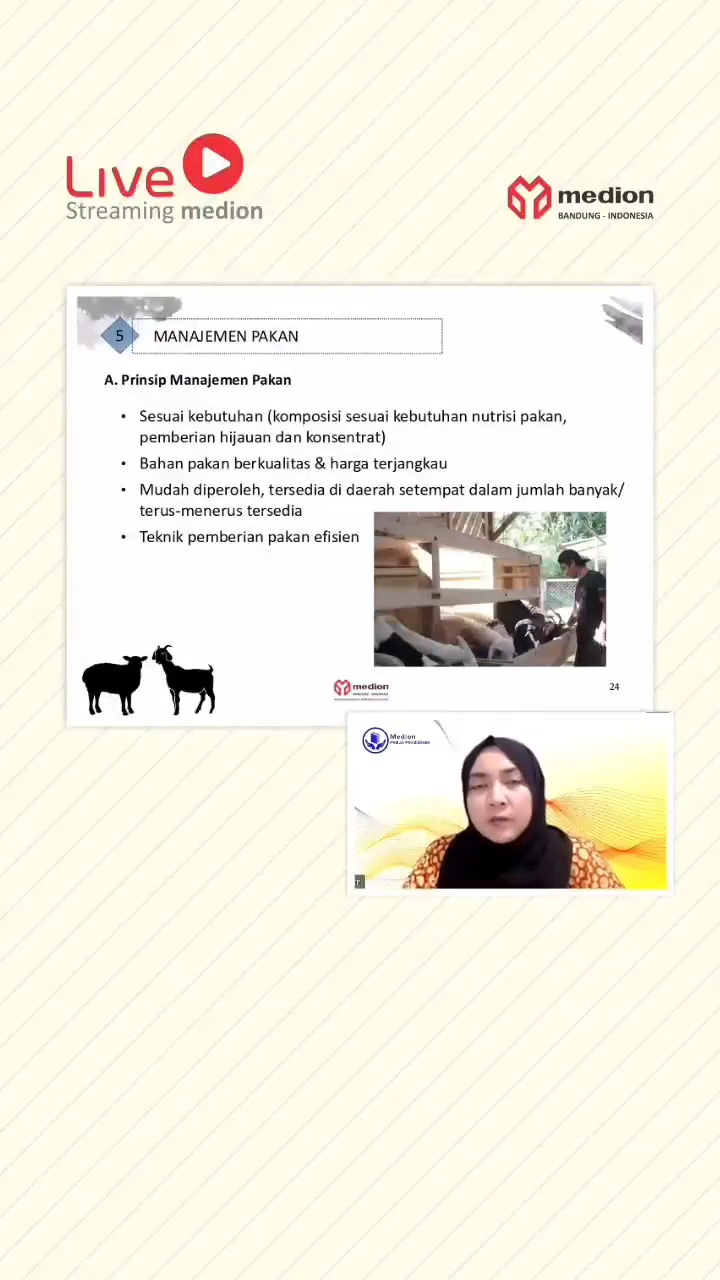 Live
Streaming medion
medion
BANDUNG - INDONESIA
5
MANAJEMEN PAKAN
A. Prinsip Manajemen Pakan
• Sesuai kebutuhan (komposisi sesuai kebutuhan nutrisi pakan,
pemberian hijauan dan konsentrat)
• Bahan pakan berkualitas & harga terjangkau
• Mudah diperoleh, tersedia di daerah setempat dalam jumlah banyak/
terus-menerus tersedia
• Teknik pemberian pakan efisien
medion
24
Medion
Peduli Pendidikan